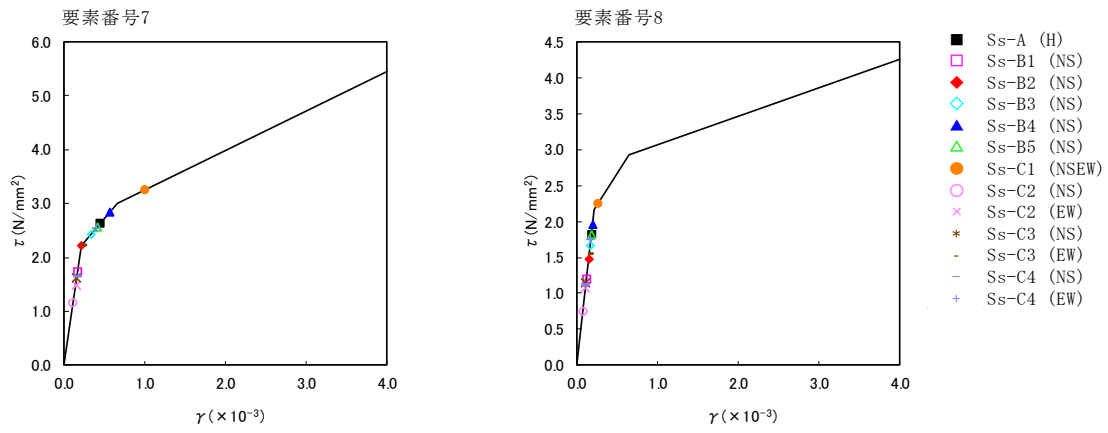 要素番号7
6.0
5.0
4.0
3.0
2.0
1.0
0.0
τ(N/mm²)
0.0 1.0 2.0 3.0 4.0
γ(×10⁻³)
要素番号8
4.5
4.0
3.5
3.0
2.5
2.0
1.5
1.0
0.5
0.0
τ(N/mm²)
0.0 1.0 2.0 3.0 4.0
γ(×10⁻³)
Ss-A (H)
Ss-B1 (NS)
Ss-B2 (NS)
Ss-B3 (NS)
Ss-B4 (NS)
Ss-B5 (NS)
Ss-C1 (NSEW)
Ss-C2 (NS)
Ss-C2 (EW)
Ss-C3 (NS)
Ss-C3 (EW)
Ss-C4 (NS)
Ss-C4 (EW)